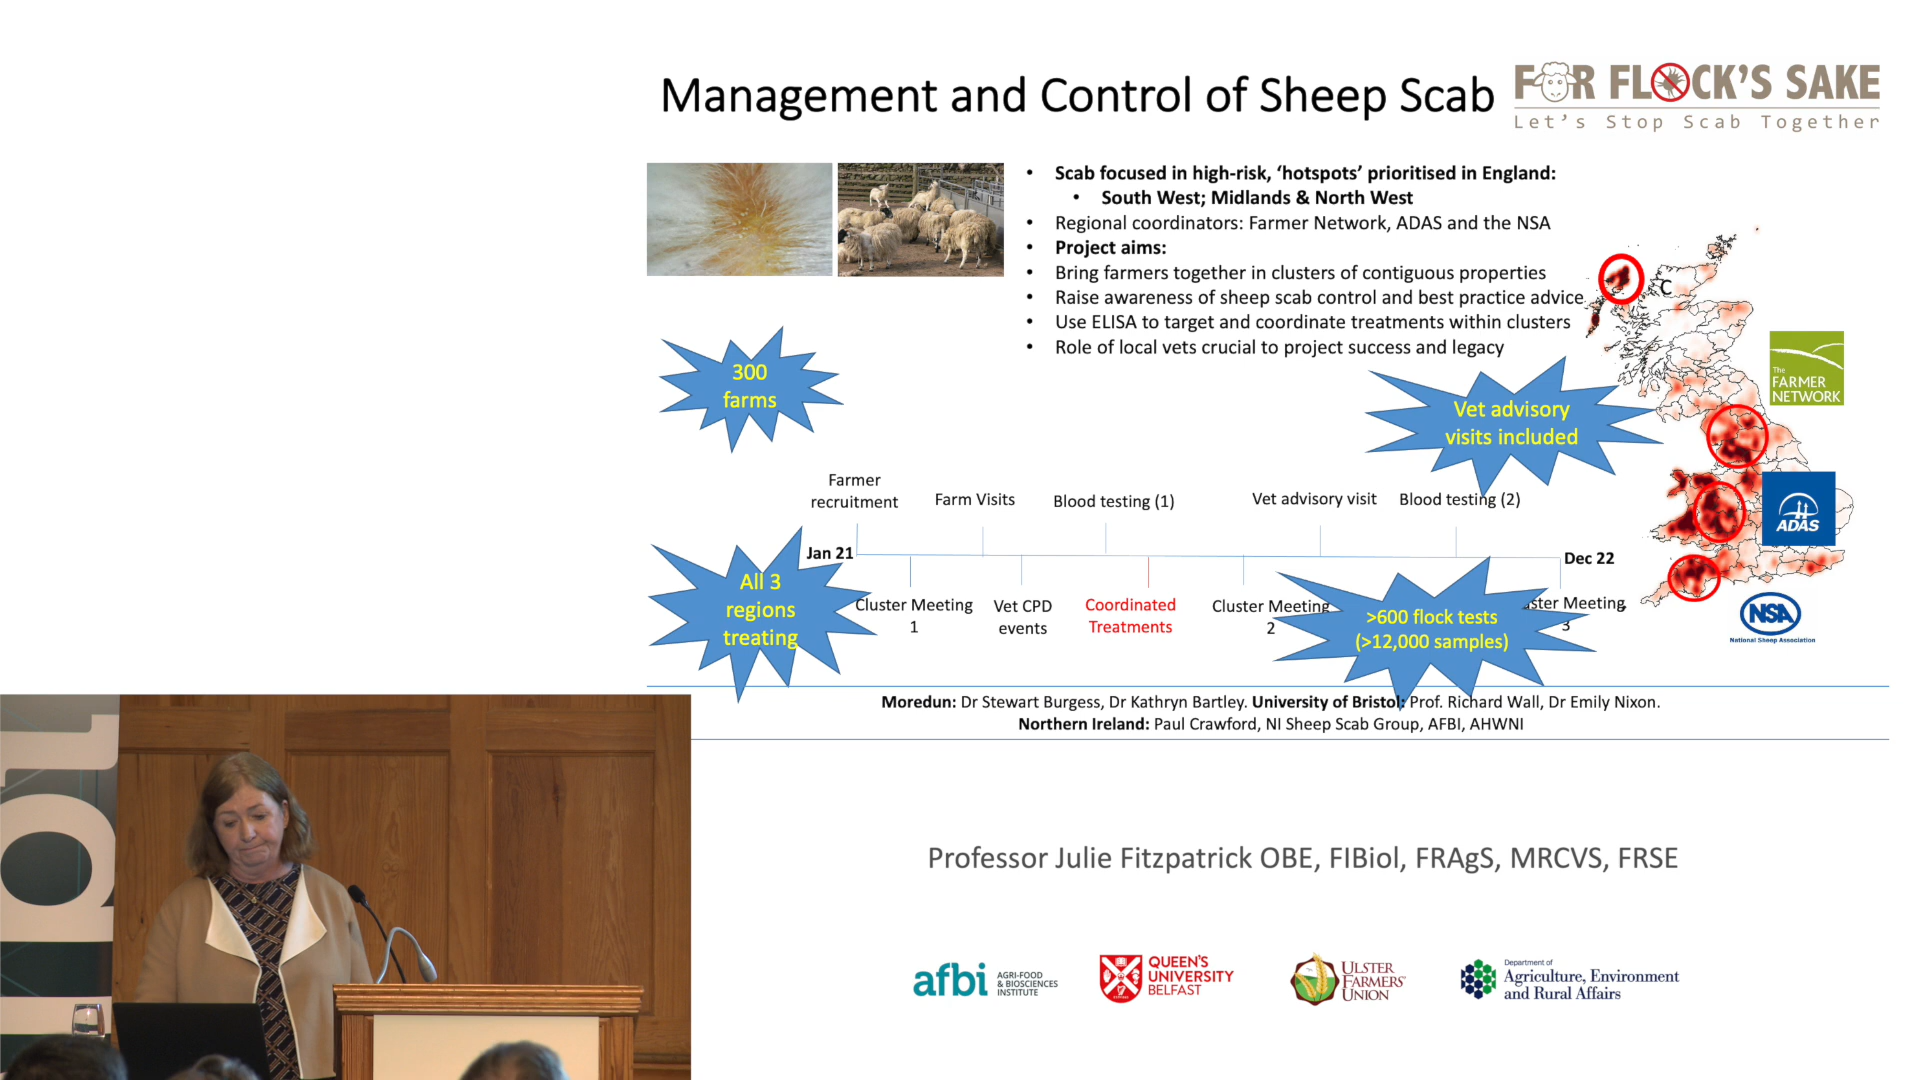 Management and Control of Sheep Scab
FOR FLOCK'S SAKE
Let's Stop Scab Together
• Scab focused in high-risk, 'hotspots' prioritised in England:
• South West; Midlands & North West
• Regional coordinators: Farmer Network, ADAS and the NSA
• Project aims:
• Bring farmers together in clusters of contiguous properties
• Raise awareness of sheep scab control and best practice advice
• Use ELISA to target and coordinate treatments within clusters
• Role of local vets crucial to project success and legacy
C
The
FARMER
NETWORK
300
farms
Vet advisory
visits included
Farmer
recruitment
Farm Visits
Blood testing (1)
Vet advisory visit
Blood testing (2)
ADAS
Jan 21
Dec 22
All 3
regions
treating
Cluster Meeting
1
Vet CPD
events
Coordinated
Treatments
Cluster Meeting
2
>600 flock tests
(>12,000 samples)
ster Meeting
3
NSA
National Sheep Association
Moredun: Dr Stewart Burgess, Dr Kathryn Bartley. University of Bristol: Prof. Richard Wall, Dr Emily Nixon.
Northern Ireland: Paul Crawford, NI Sheep Scab Group, AFBI, AHWNI
Professor Julie Fitzpatrick OBE, FIBiol, FRAgS, MRCVS, FRSE
afbi
AGRI-FOOD
& BIOSCIENCES
INSTITUTE
QUEEN'S
UNIVERSITY
BELFAST
ULSTER
FARMERS'
UNION
Department of
Agriculture, Environment
and Rural Affairs